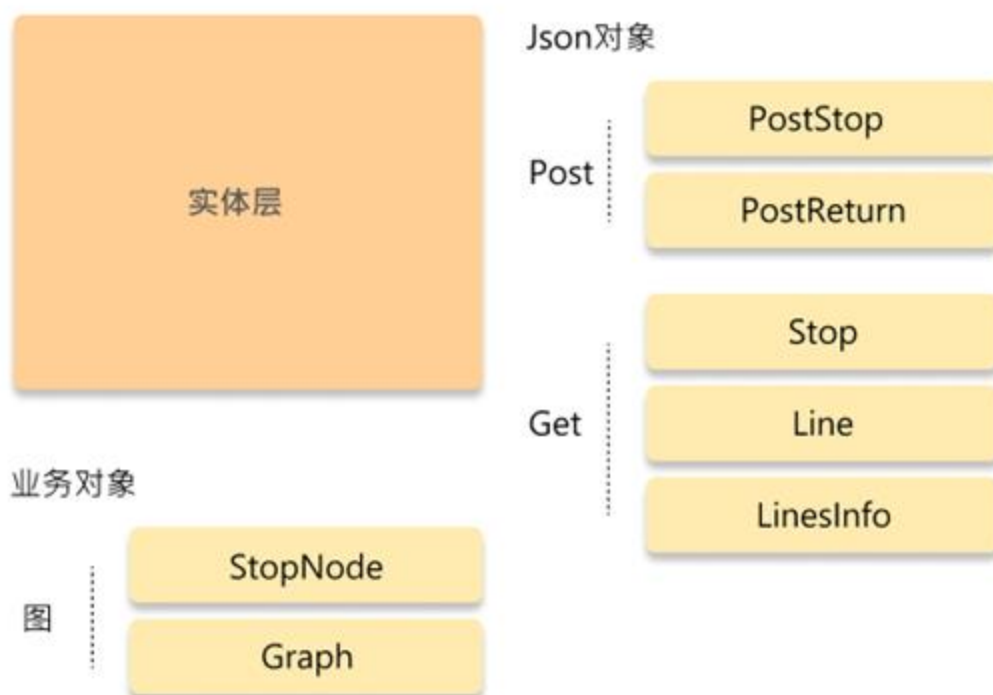 实体层
业务对象
图
StopNode
Graph
Json对象
Post
PostStop
PostReturn
Get
Stop
Line
LinesInfo